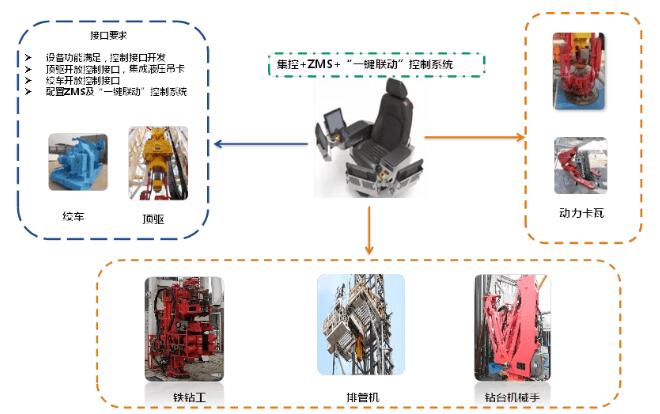 接口要求
设备功能满足，控制接口开发
顶驱开放控制接口，集成液压吊卡
绞车开放控制接口
配置ZMS及“一键联动”控制系统
绞车
顶驱
集控+ZMS+“一键联动”控制系统
动力卡瓦
铁钻工
排管机
钻台机械手